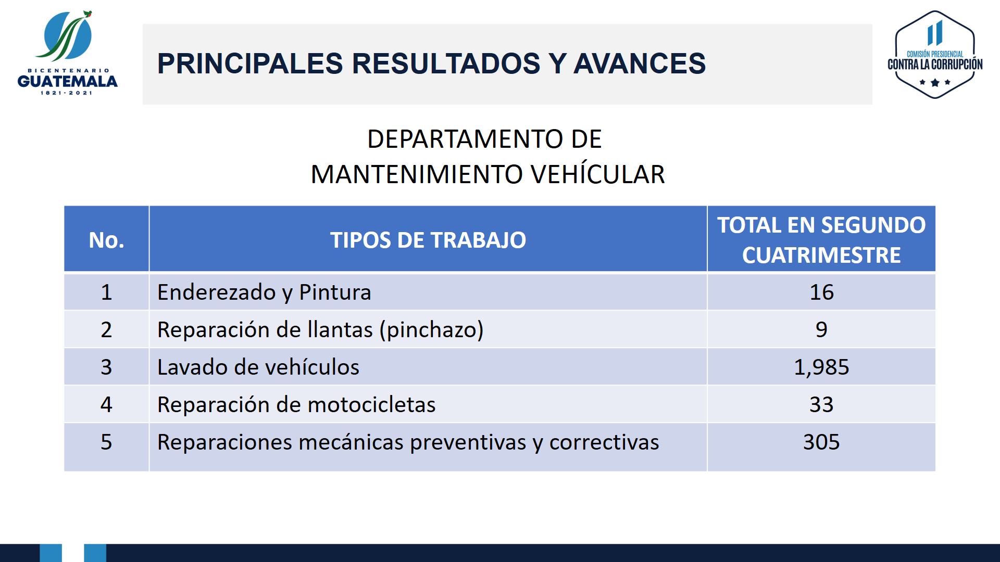 BICENTENARIO
GUATEMALA
1821-2021
PRINCIPALES RESULTADOS Y AVANCES
COMISIÓN PRESIDENCIAL
CONTRA LA CORRUPCIÓN
DEPARTAMENTO DE
MANTENIMIENTO VEHÍCULAR
No. TIPOS DE TRABAJO TOTAL EN SEGUNDO
CUATRIMESTRE
1 Enderezado y Pintura 16
2 Reparación de llantas (pinchazo) 9
3 Lavado de vehículos 1,985
4 Reparación de motocicletas 33
5 Reparaciones mecánicas preventivas y correctivas 305